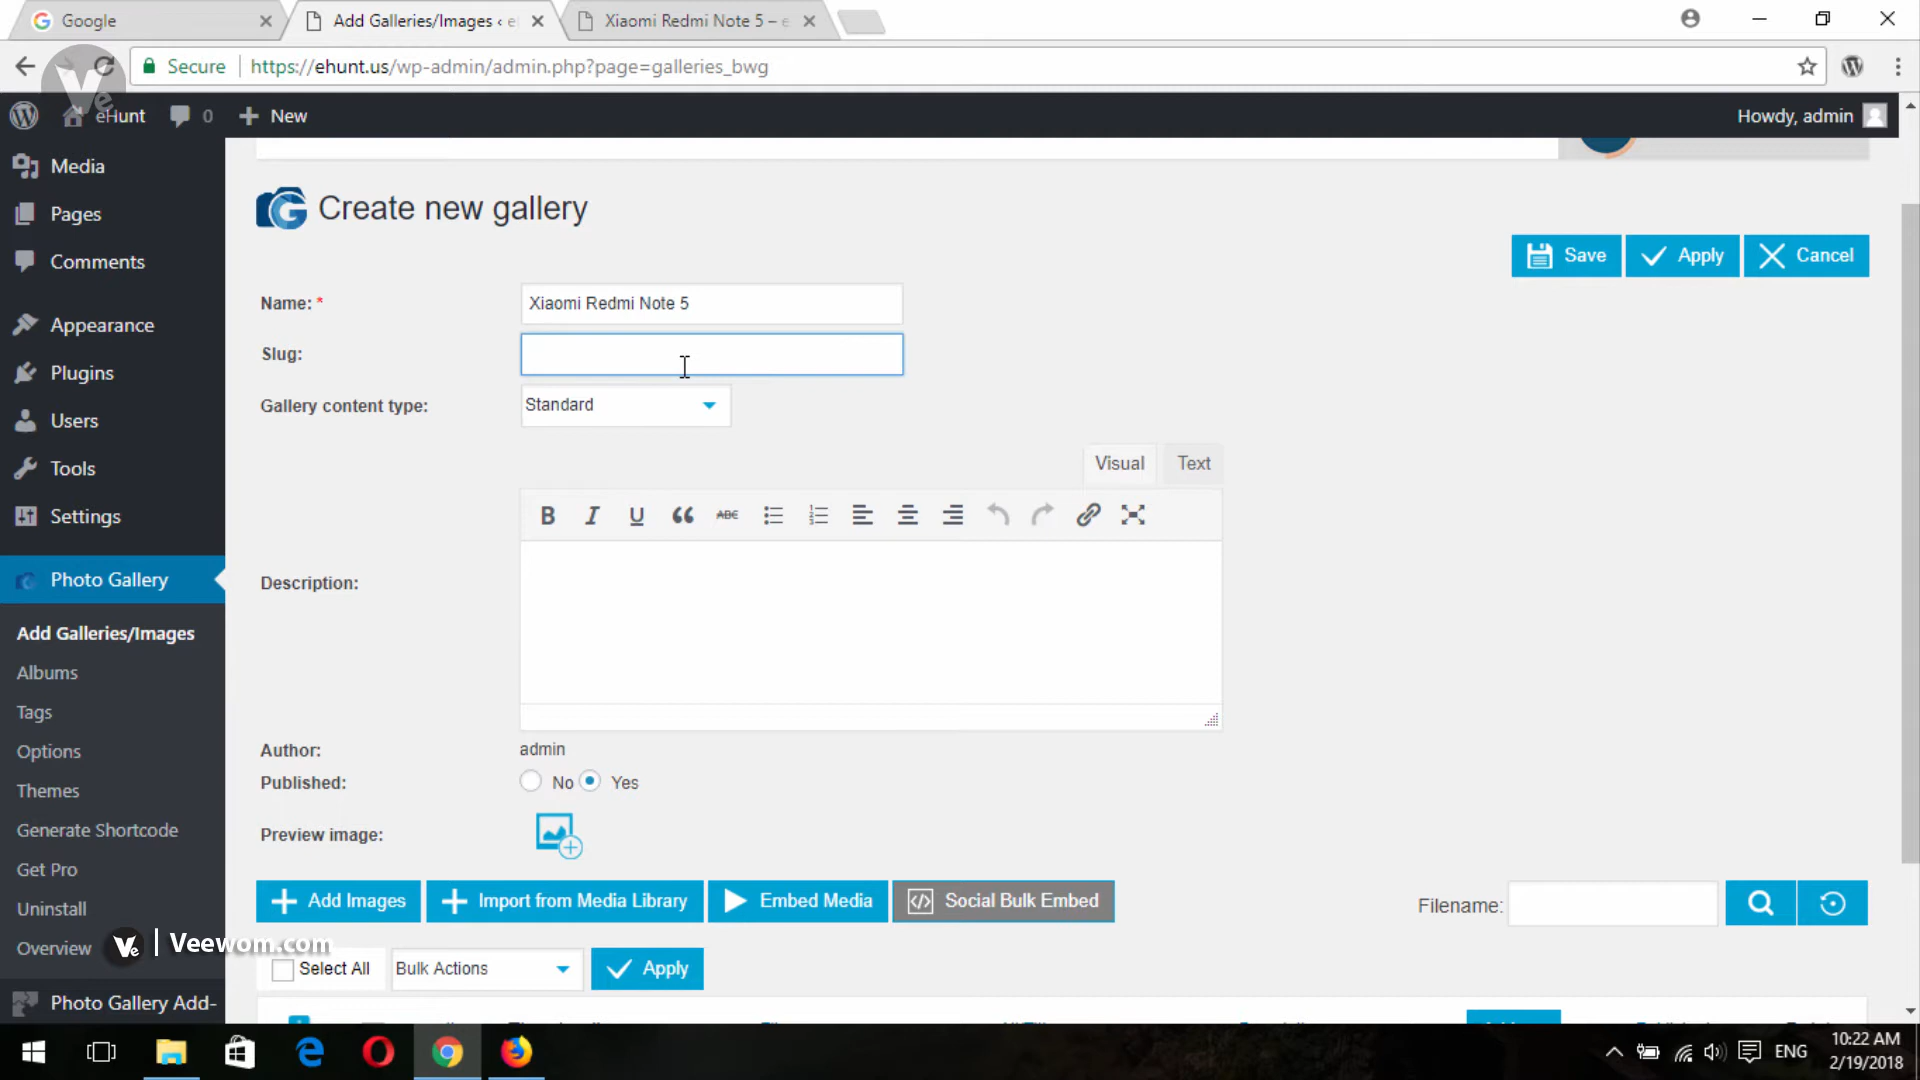 Google
Add Galleries/Images ‹ e
Xiaomi Redmi Note 5 – e
Secure
https://ehunt.us/wp-admin/admin.php?page=galleries_bwg
Ve
eHunt
0
New
Howdy, admin
Media
Pages
Comments
Appearance
Plugins
Users
Tools
Settings
Photo Gallery
Add Galleries/Images
Albums
Tags
Options
Themes
Generate Shortcode
Get Pro
Uninstall
Overview
Photo Gallery Add-
Create new gallery
Save
Apply
Cancel
Name: *
Xiaomi Redmi Note 5
Slug:
Gallery content type:
Standard
Visual
Text
B I U ABC
Description:
Author:
admin
Published:
No
Yes
Preview image:
Add Images
Import from Media Library
Embed Media
Social Bulk Embed
Filename:
Ve | Veewom.com
Select All
Bulk Actions
Apply
ENG
10:22 AM
2/19/2018